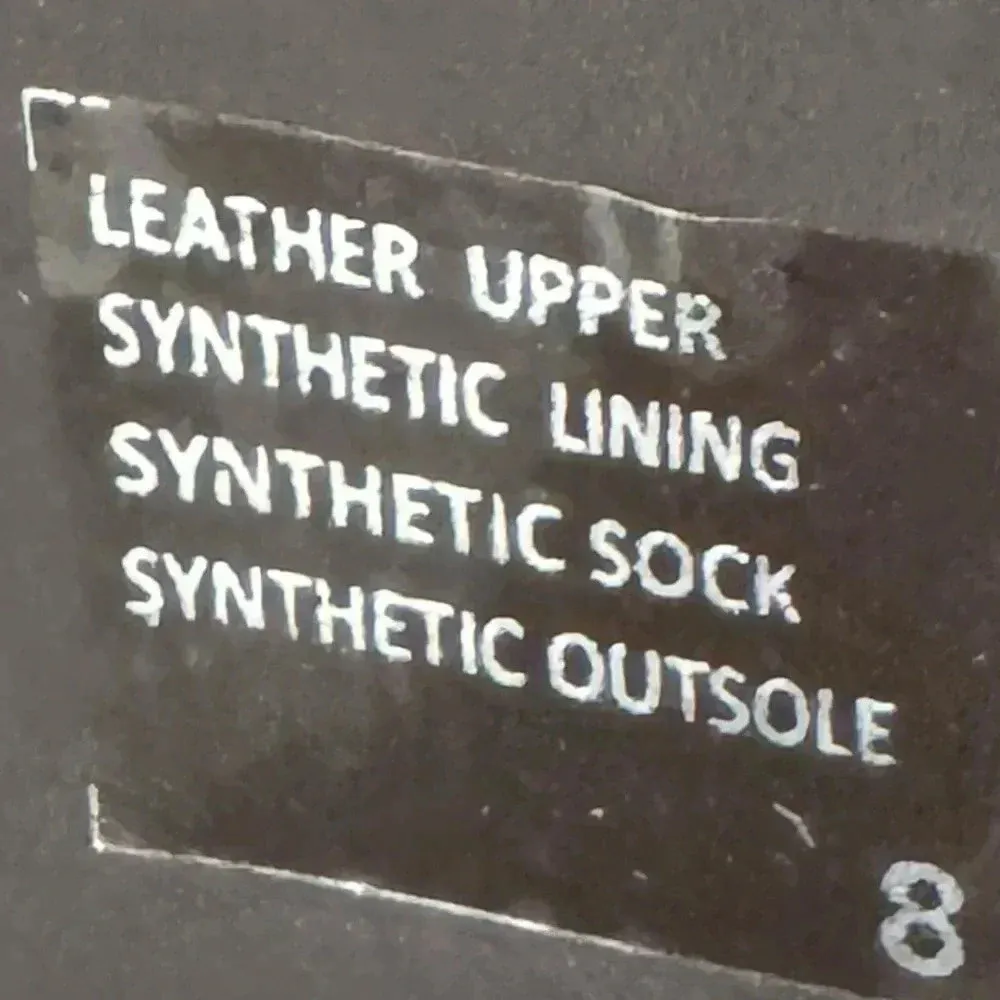 LEATHER UPPER
SYNTHETIC LINING
SYNTHETIC SOCK
SYNTHETIC OUTSOLE
8